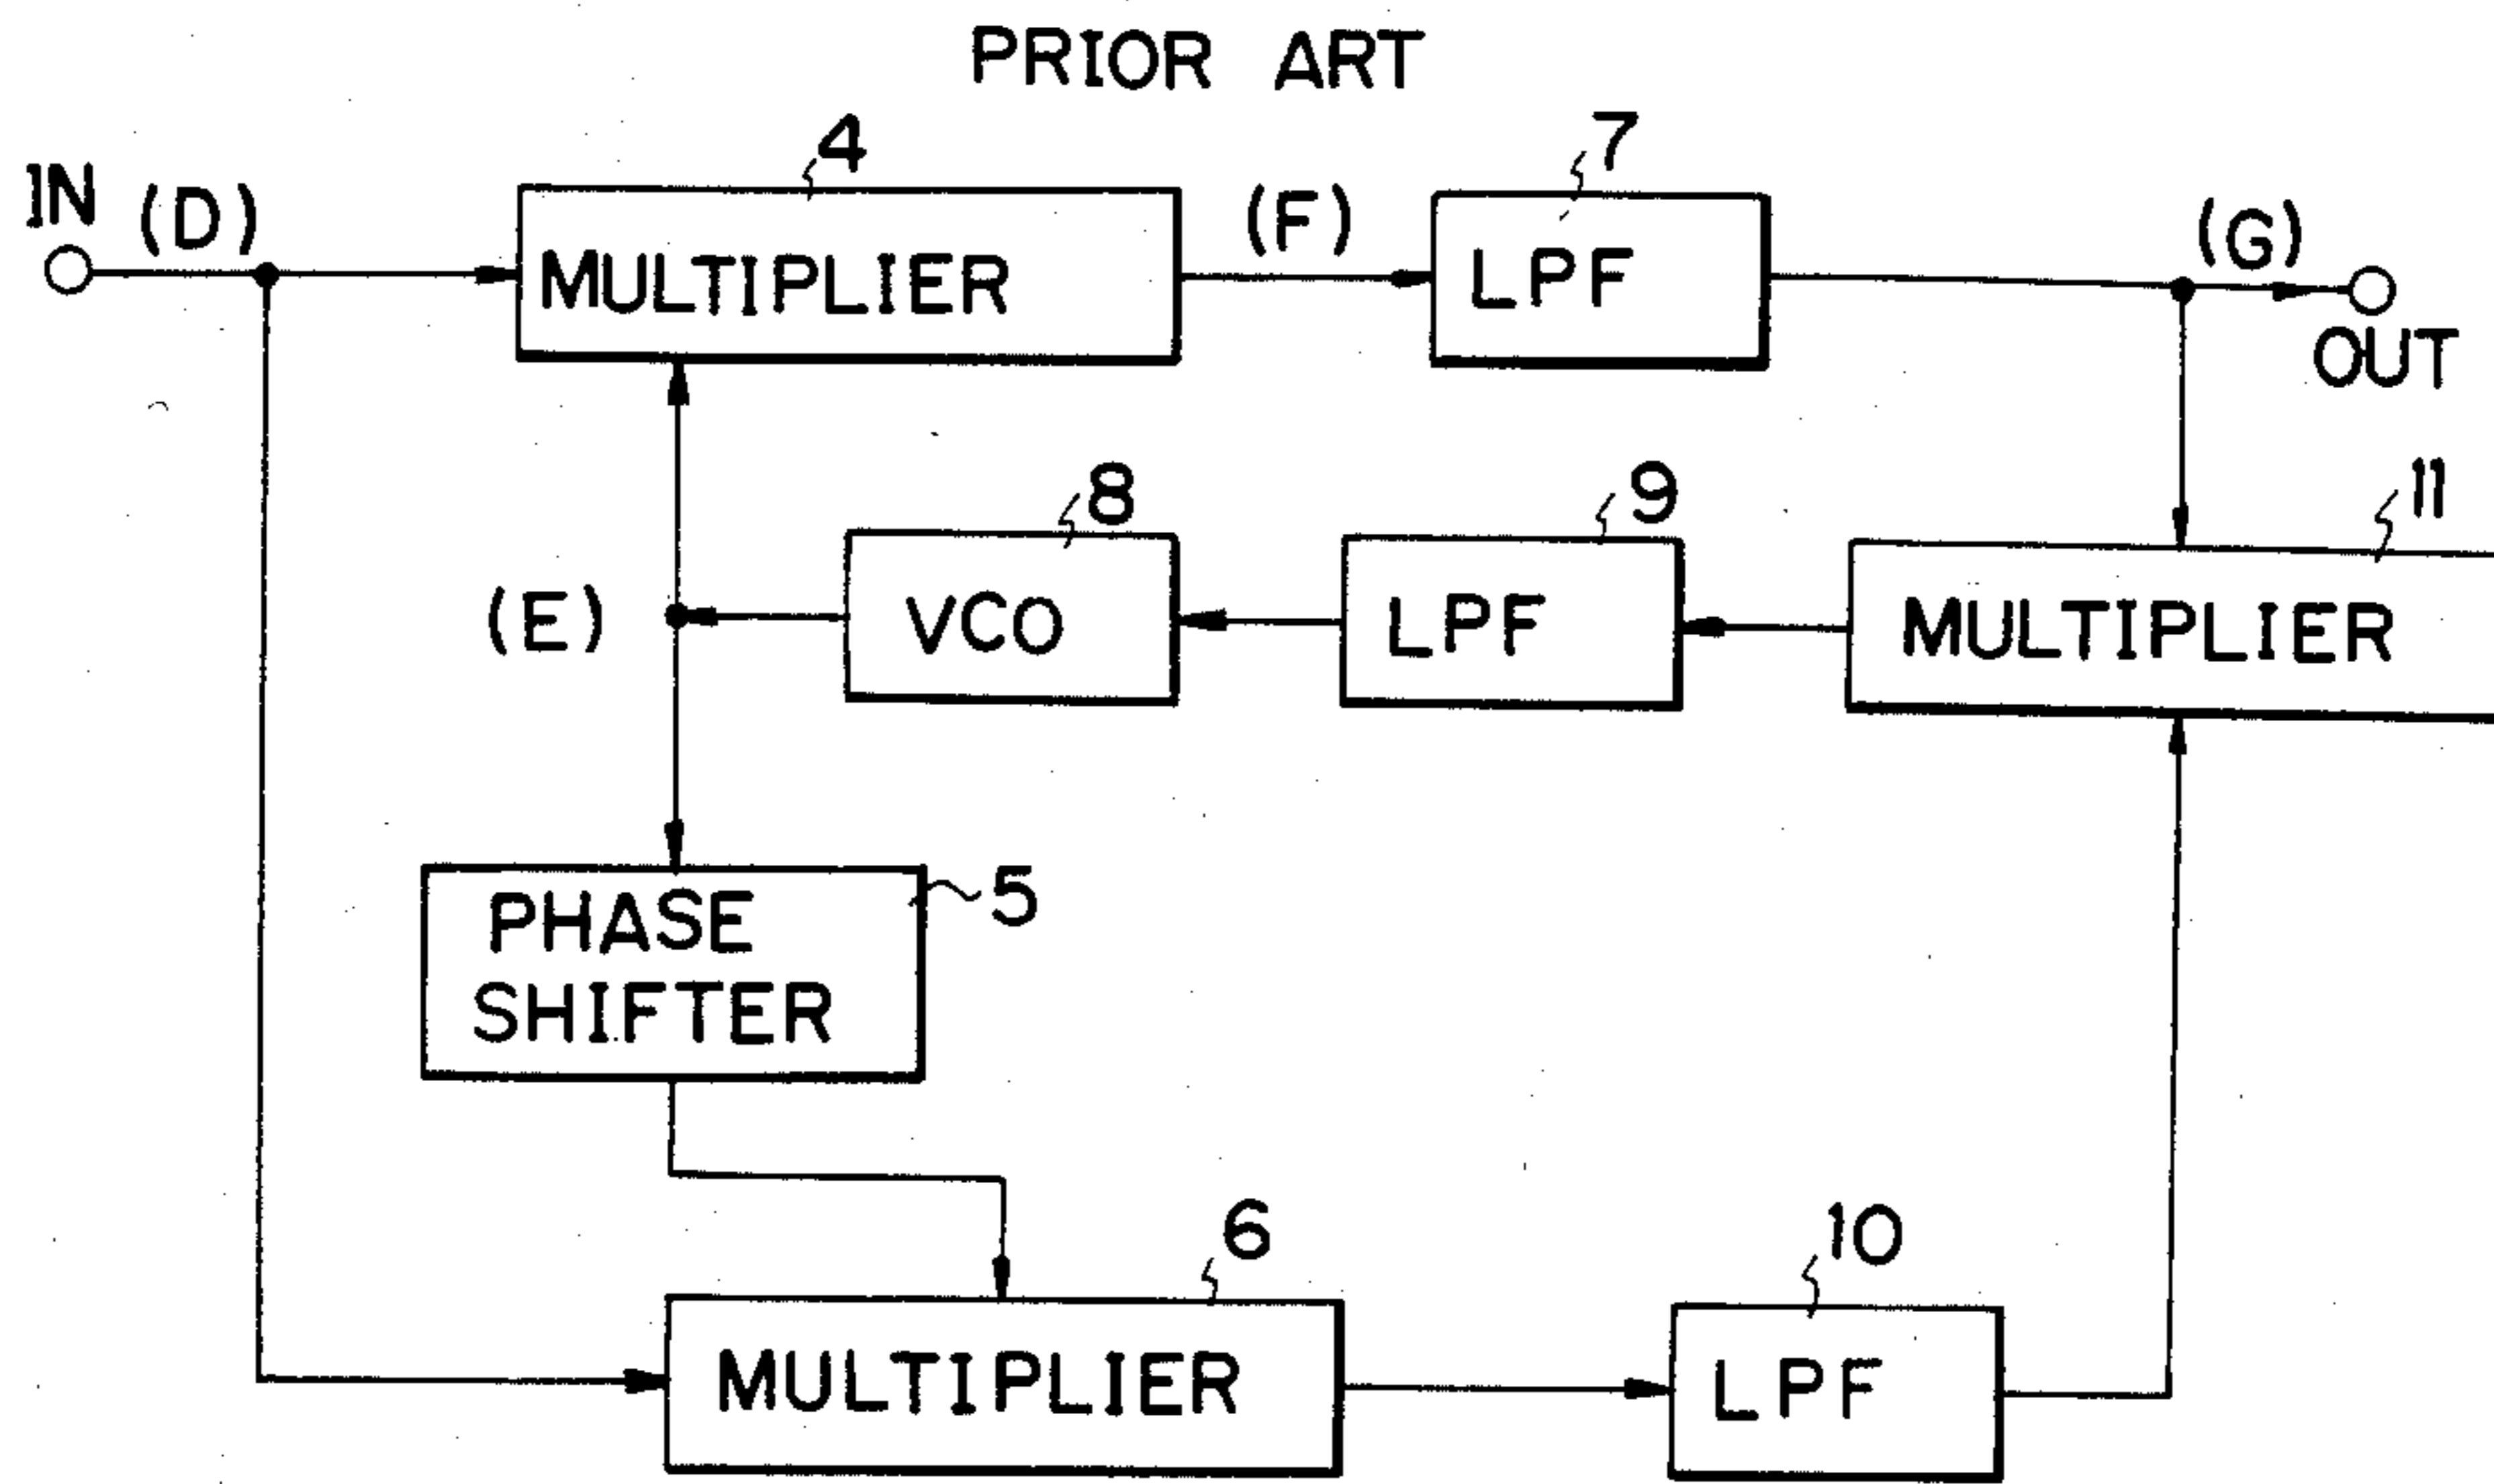 PRIOR ART
4
7
IN
(D)
(F)
(G)
MULTIPLIER
LPF
OUT
8
9
11
(E)
VCO
LPF
MULTIPLIER
5
PHASE
SHIFTER
6
10
MULTIPLIER
LPF